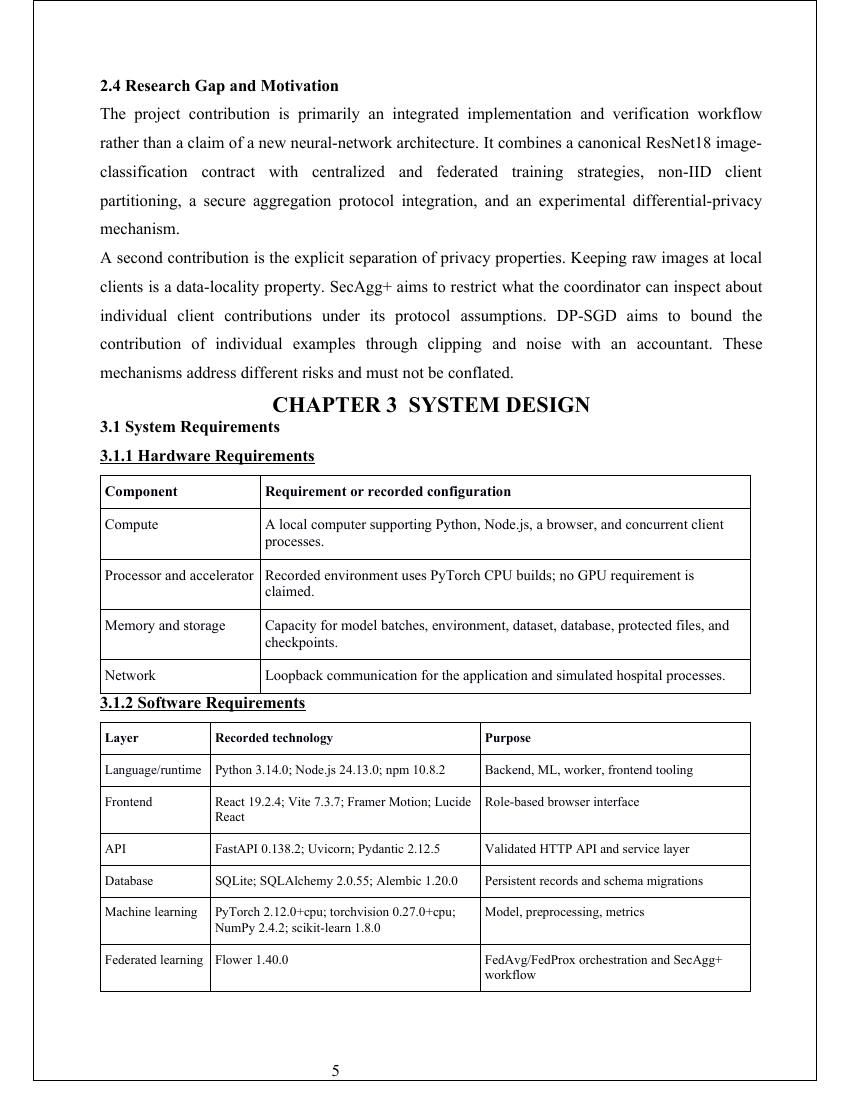 2.4 Research Gap and Motivation
The project contribution is primarily an integrated implementation and verification workflow
rather than a claim of a new neural-network architecture. It combines a canonical ResNet18 image-
classification contract with centralized and federated training strategies, non-IID client
partitioning, a secure aggregation protocol integration, and an experimental differential-privacy
mechanism.
A second contribution is the explicit separation of privacy properties. Keeping raw images at local
clients is a data-locality property. SecAgg+ aims to restrict what the coordinator can inspect about
individual client contributions under its protocol assumptions. DP-SGD aims to bound the
contribution of individual examples through clipping and noise with an accountant. These
mechanisms address different risks and must not be conflated.
CHAPTER 3 SYSTEM DESIGN
3.1 System Requirements
3.1.1 Hardware Requirements
Component Requirement or recorded configuration
Compute A local computer supporting Python, Node.js, a browser, and concurrent client
processes.
Processor and accelerator Recorded environment uses PyTorch CPU builds; no GPU requirement is
claimed.
Memory and storage Capacity for model batches, environment, dataset, database, protected files, and
checkpoints.
Network Loopback communication for the application and simulated hospital processes.
3.1.2 Software Requirements
Layer Recorded technology Purpose
Language/runtime Python 3.14.0; Node.js 24.13.0; npm 10.8.2 Backend, ML, worker, frontend tooling
Frontend React 19.2.4; Vite 7.3.7; Framer Motion; Lucide Role-based browser interface
React
API FastAPI 0.138.2; Uvicorn; Pydantic 2.12.5 Validated HTTP API and service layer
Database SQLite; SQLAlchemy 2.0.55; Alembic 1.20.0 Persistent records and schema migrations
Machine learning PyTorch 2.12.0+cpu; torchvision 0.27.0+cpu; Model, preprocessing, metrics
NumPy 2.4.2; scikit-learn 1.8.0
Federated learning Flower 1.40.0 FedAvg/FedProx orchestration and SecAgg+
workflow
5